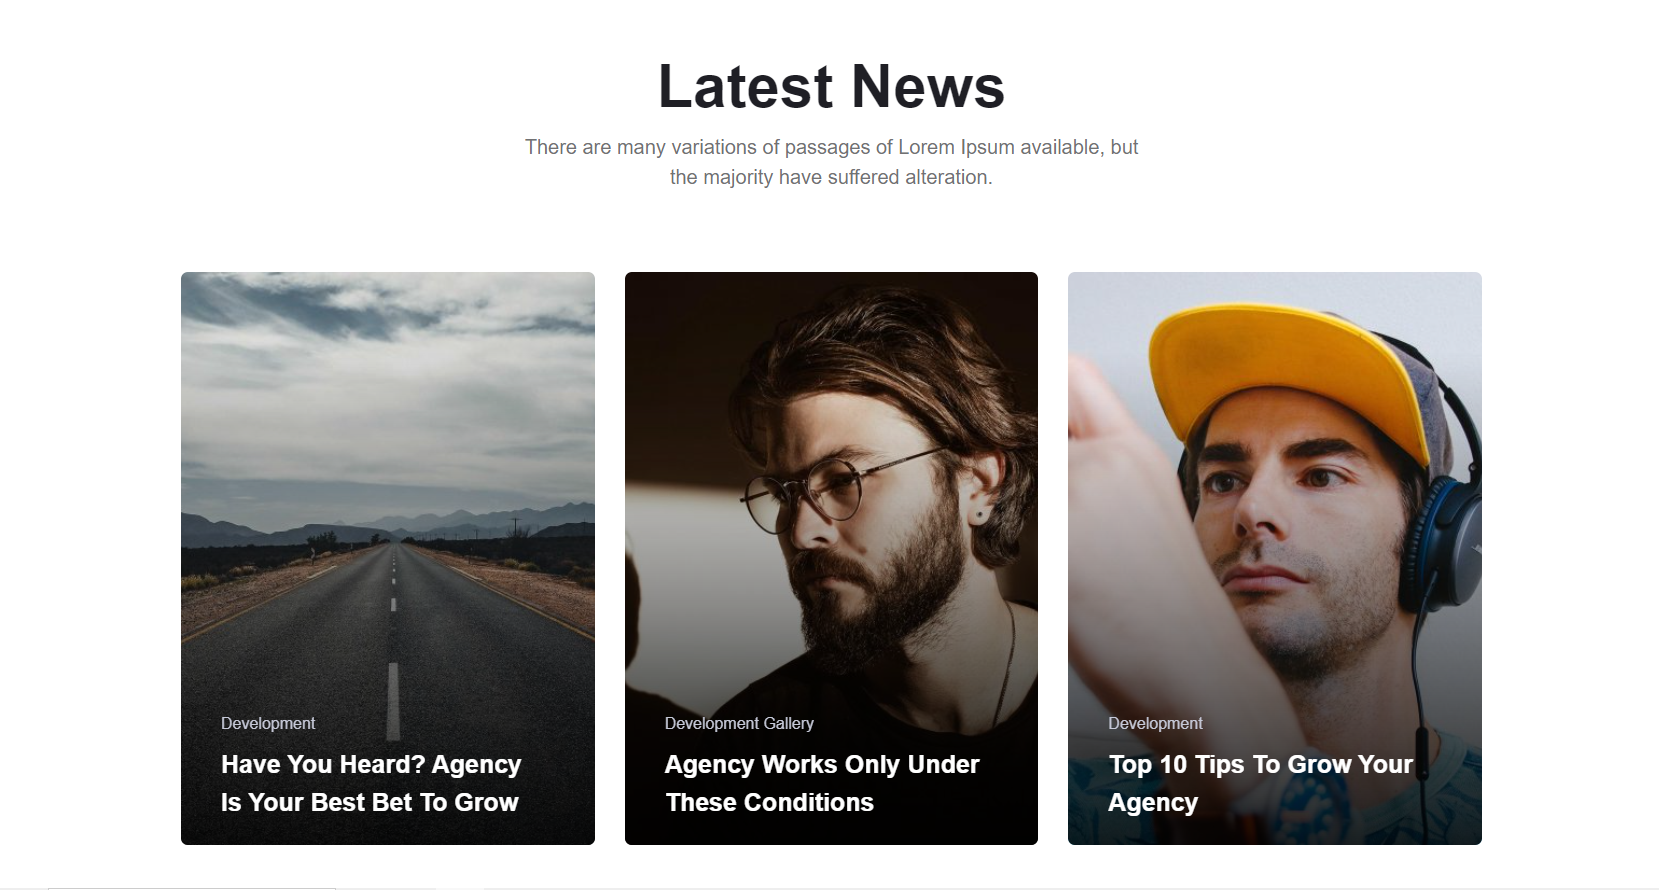 Latest News
There are many variations of passages of Lorem Ipsum available, but
the majority have suffered alteration.
Development
Have You Heard? Agency
Is Your Best Bet To Grow
Development Gallery
Agency Works Only Under
These Conditions
Development
Top 10 Tips To Grow Your
Agency